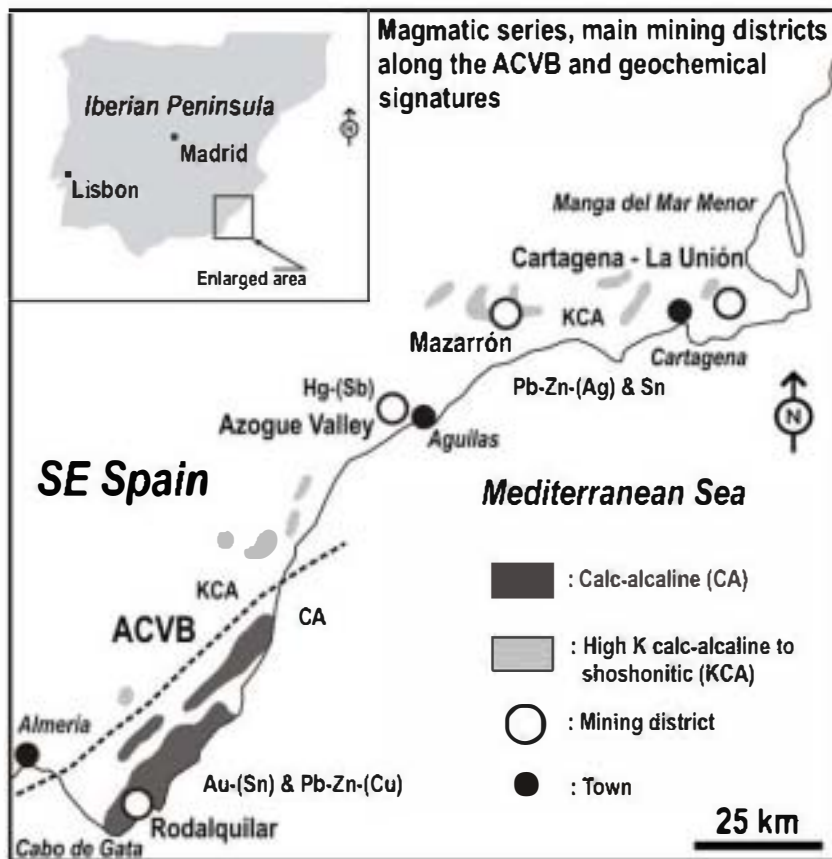 Magmatic series, main mining districts
along the ACVB and geochemical
signatures
Iberian Peninsula
N
Madrid
Lisbon
Enlarged area
Manga del Mar Menor
Cartagena - La Unión
KCA
Mazarrón
Cartagena
Pb-Zn-(Ag) & Sn
Hg-(Sb)
Azogue Valley
Aguilas
N
SE Spain
Mediterranean Sea
: Calc-alcaline (CA)
KCA
CA
ACVB
: High K calc-alcaline to
shoshonitic (KCA)
: Mining district
Almería
Au-(Sn) & Pb-Zn-(Cu)
: Town
Rodalquilar
25 km
Cabo de Gata